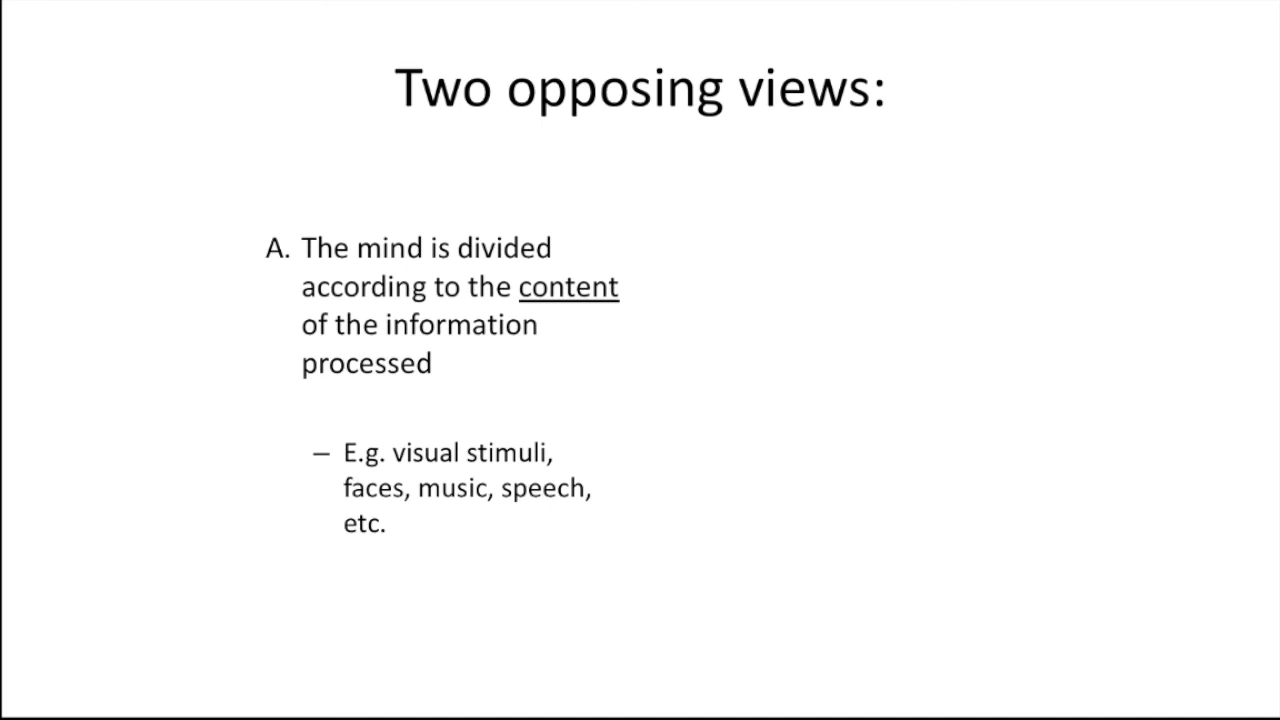 Two opposing views:
A. The mind is divided
according to the content
of the information
processed
– E.g. visual stimuli,
faces, music, speech,
etc.